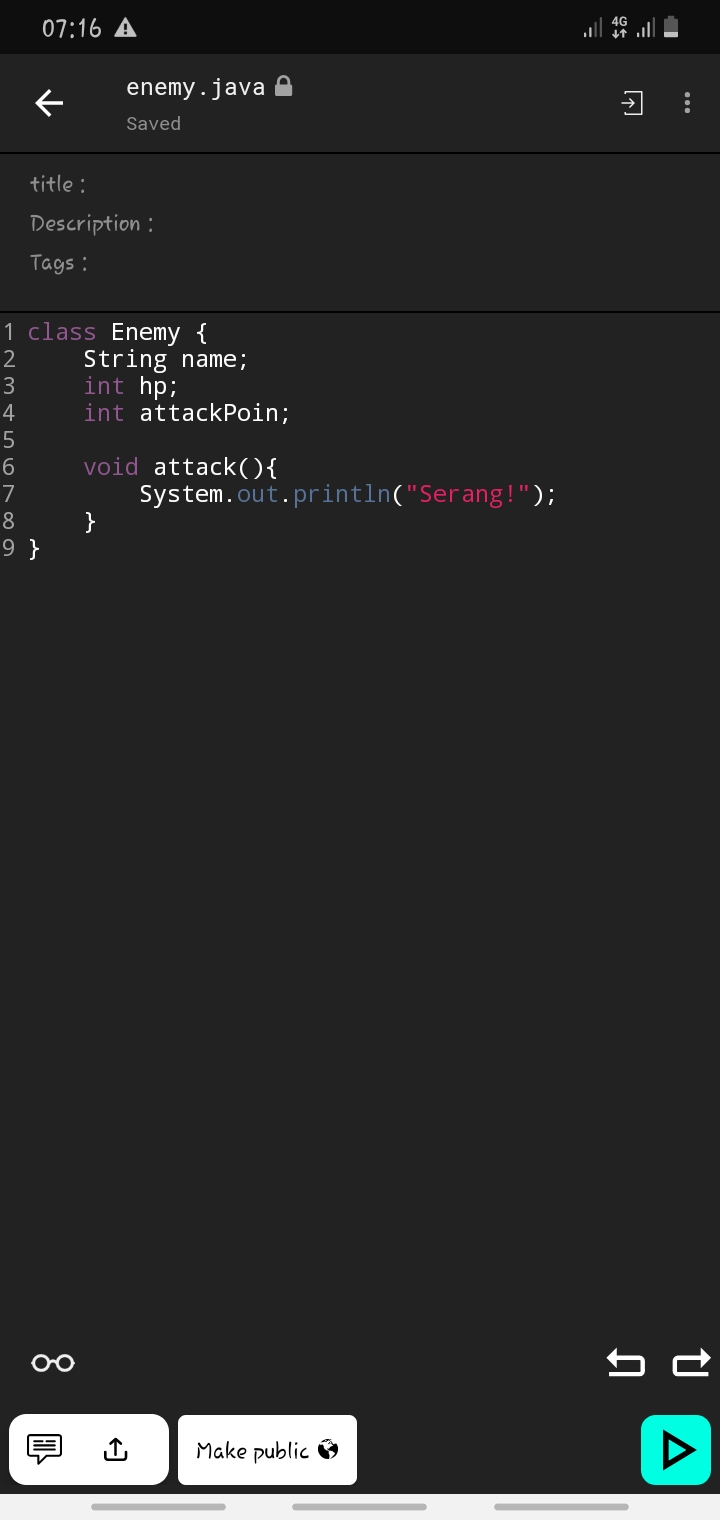 07:16
4G
enemy.java
Saved
title :
Description :
Tags :
1 class Enemy {
2     String name;
3     int hp;
4     int attackPoin;
5
6     void attack(){
7         System.out.println("Serang!");
8     }
9 }
Make public